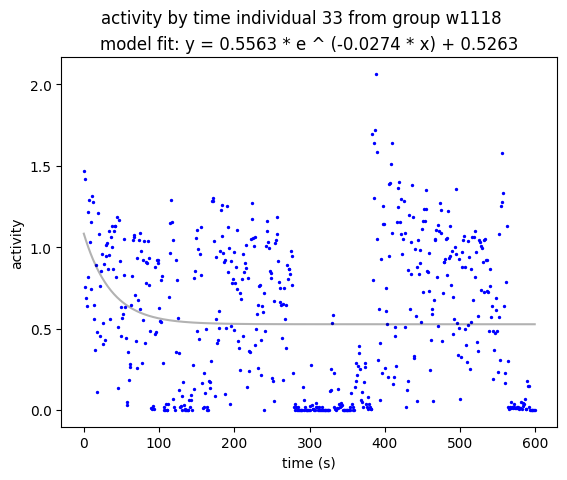 activity by time individual 33 from group w1118
model fit: y = 0.5563 * e ^ (-0.0274 * x) + 0.5263
2.0
1.5
1.0
0.5
0.0
activity
0 100 200 300 400 500 600
time (s)